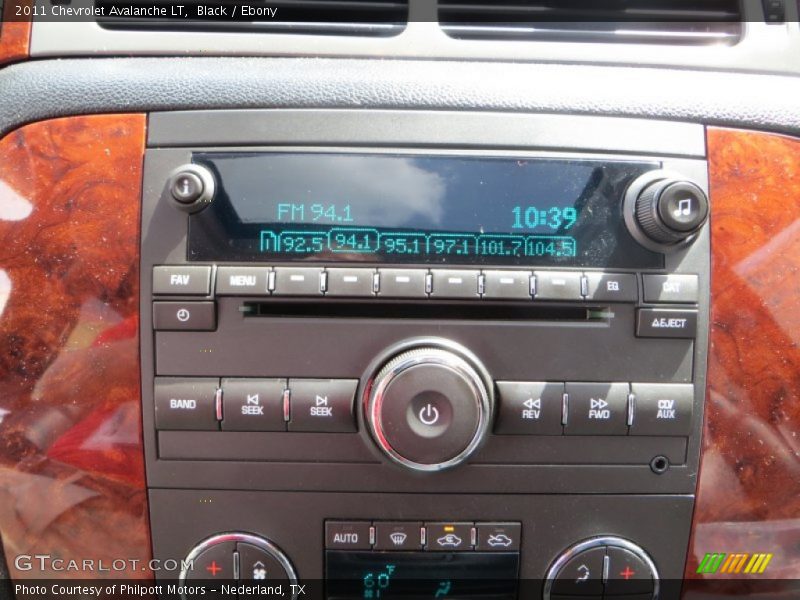 2011 Chevrolet Avalanche LT,  Black / Ebony
FM 94.1 10:39
92.5 94.1 95.1 97.1 101.7 104.5
FAV MENU EQ CAT
EJECT
BAND SEEK SEEK REV FWD CD/ AUX
AUTO
60°F
GTCARLOT.COM
Photo Courtesy of Philpott Motors – Nederland, TX